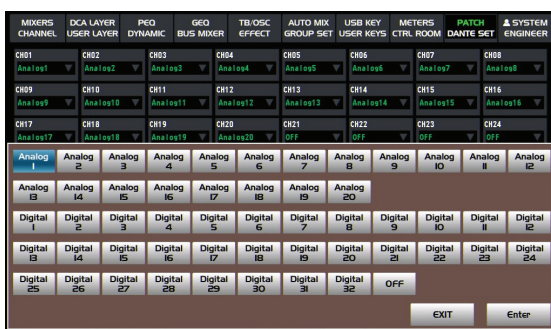 MIXERS DCA LAYER PEQ GEQ TB/OSC AUTO MIX USB KEY METERS PATCH SYSTEM
CHANNEL USER LAYER DYNAMIC BUS MIXER EFFECT GROUP SET USER KEYS CTRL ROOM DANTE SET ENGINEER
CH01 CH02 CH03 CH04 CH05 CH06 CH07 CH08
Analog1 Analog2 Analog3 Analog4 Analog5 Analog6 Analog7 Analog8
CH09 CH10 CH11 CH12 CH13 CH14 CH15 CH16
Analog9 Analog10 Analog11 Analog12 Analog13 Analog14 Analog15 Analog16
CH17 CH18 CH19 CH20 CH21 CH22 CH23 CH24
Analog17 Analog18 Analog19 Analog20 OFF OFF OFF OFF
Analog Analog Analog Analog Analog Analog Analog Analog Analog Analog Analog Analog
1 2 3 4 5 6 7 8 9 10 11 12
Analog Analog Analog Analog Analog Analog Analog Analog
13 14 15 16 17 18 19 20
Digital Digital Digital Digital Digital Digital Digital Digital Digital Digital Digital Digital
1 2 3 4 5 6 7 8 9 10 11 12
Digital Digital Digital Digital Digital Digital Digital Digital Digital Digital Digital Digital
13 14 15 16 17 18 19 20 21 22 23 24
Digital Digital Digital Digital Digital Digital Digital Digital OFF
25 26 27 28 29 30 31 32
EXIT Enter